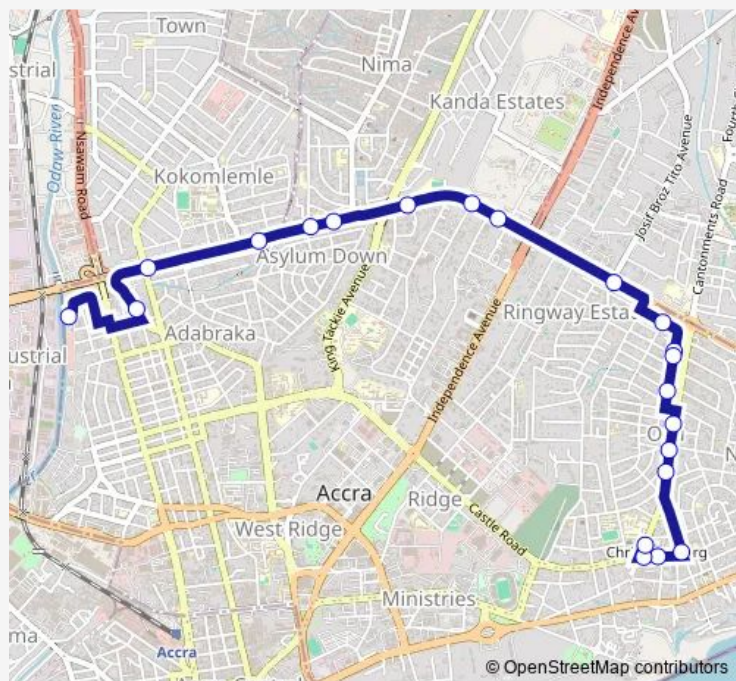 Town
strial
Nima
Independence Avenue
Kanda Estates
Odaw River
Nsawam Road
Kokomlemle
Josif Broz Tito Avenue
Cantonments Road
Asylum Down
Ringway Esta
Adabraka
King Tackie Avenue
ustrial
Independence Avenue
Accra
Ridge
West Ridge
Castle Road
Chr
rg
Ministries
Accra
© OpenStreetMap contributors